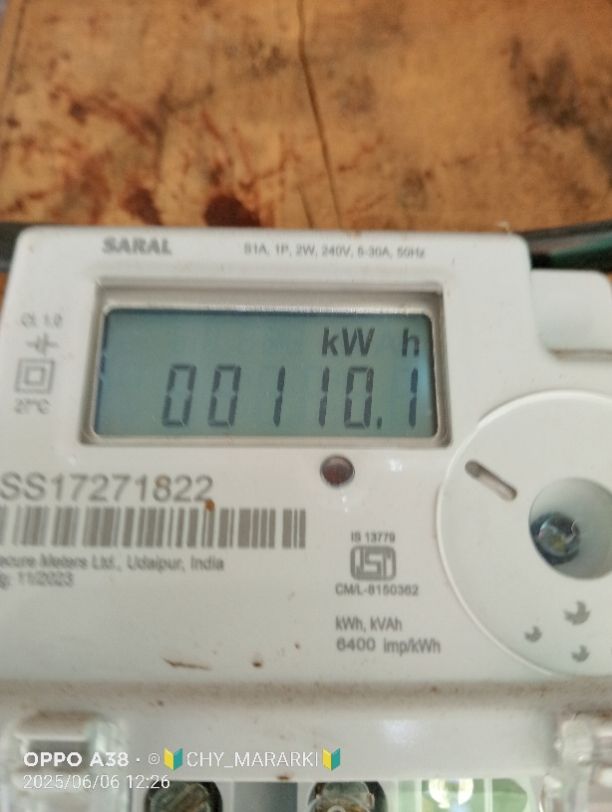 SARAL
S1A, 1P, 2W, 240V, 5-30A, 50Hz
CL 1.0
kW h
00110.1
27°C
SS17271822
ecure Meters Ltd., Udaipur, India
g: 11/2023
IS 13779
CM/L-8150362
kWh, kVAh
6400 imp/kWh
OPPO A38 · ©🔰CHY_MARARKI🔰
2025/06/06 12:26